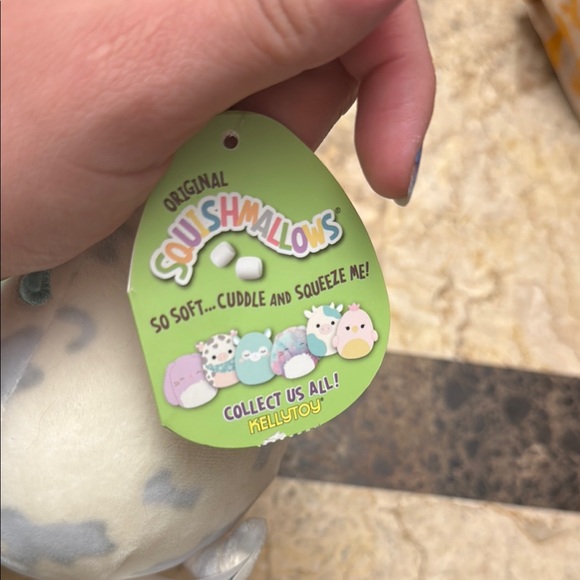 ORIGINAL
SQUISHMALLOWS®
SO SOFT...CUDDLE AND SQUEEZE ME!
COLLECT US ALL!
KELLYTOY®